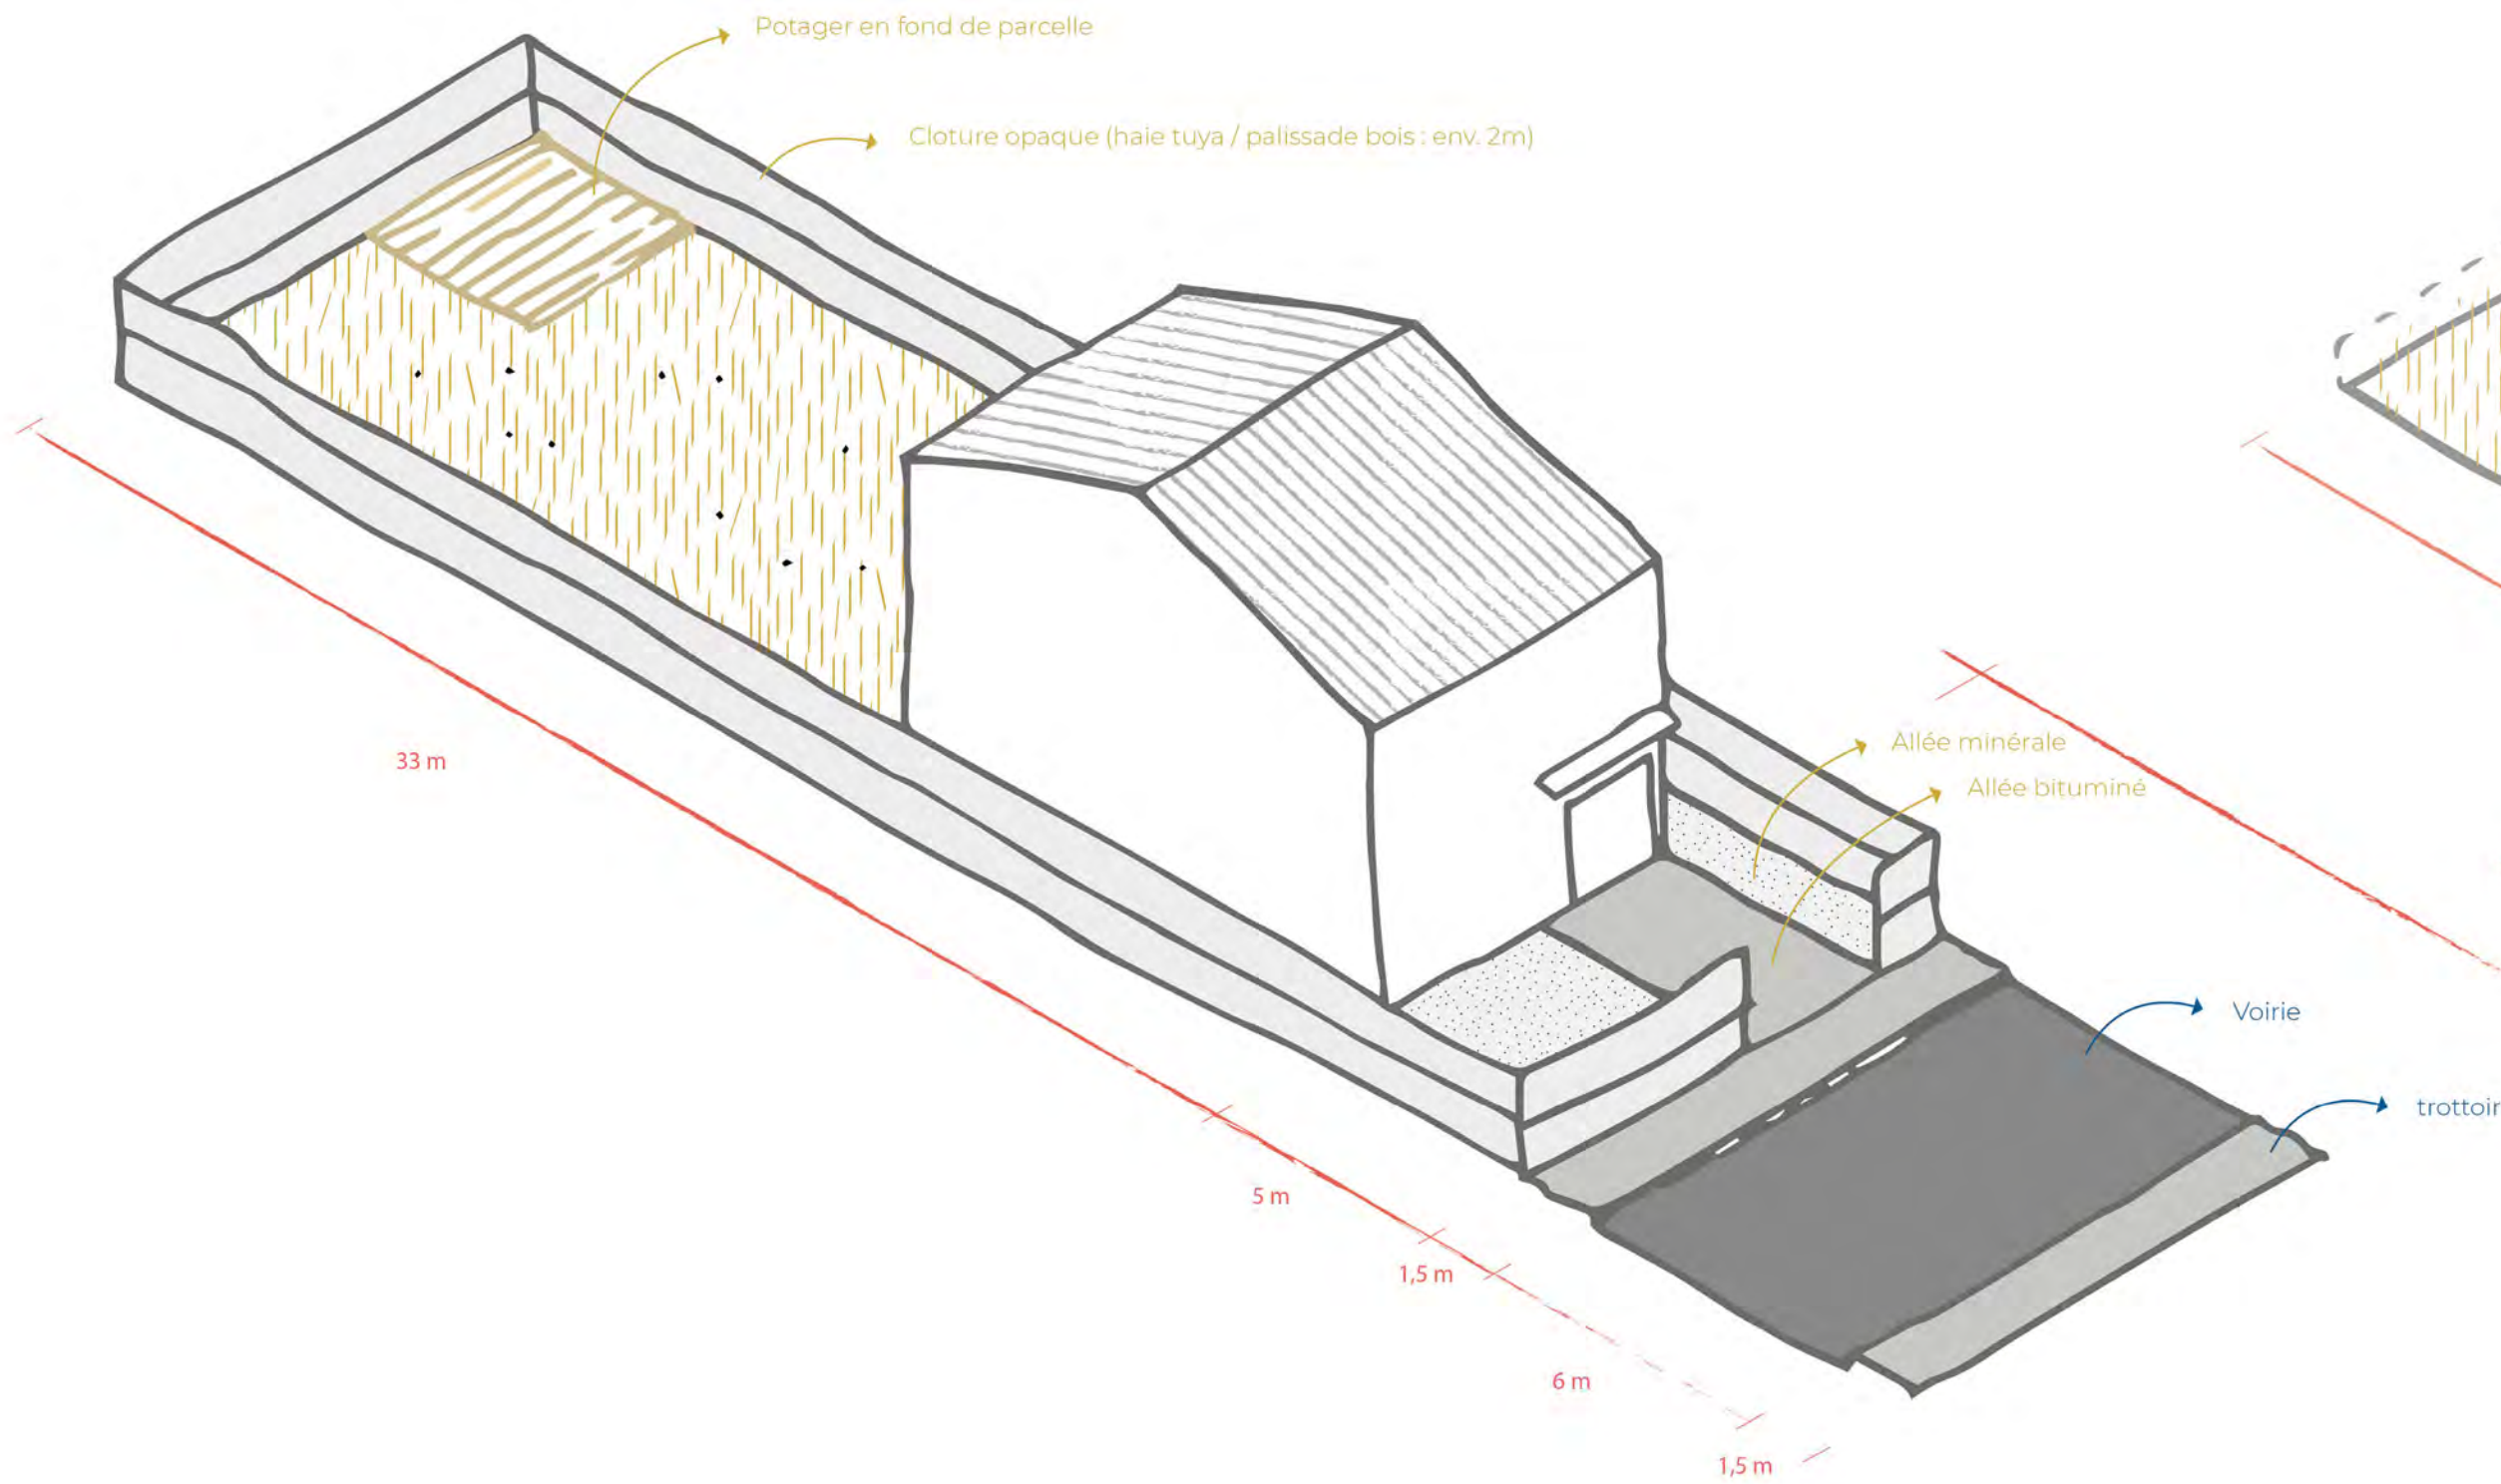 Potager en fond de parcelle
Cloture opaque (haie tuya / palissade bois : env. 2m)
Allée minérale
33 m
Allée bituminé
Voirie
trottoir
5 m
1,5 m
6 m
1,5 m